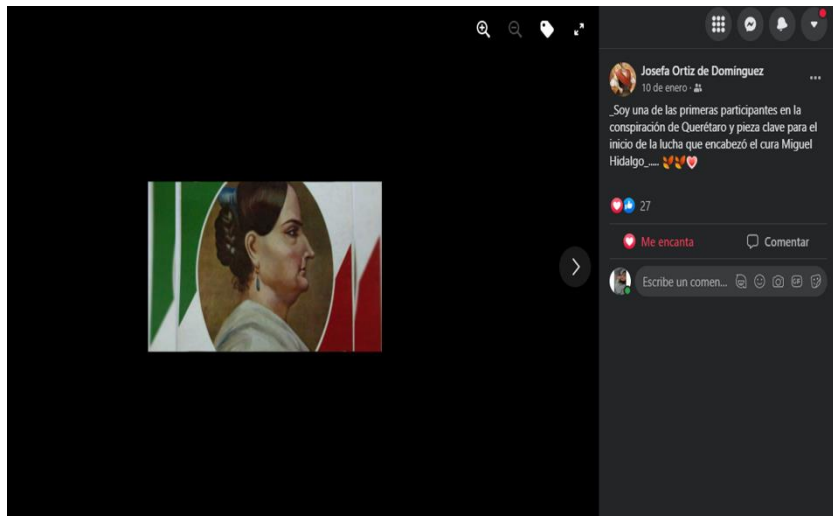 Josefa Ortiz de Domínguez
10 de enero ·
_Soy una de las primeras participantes en la
conspiración de Querétaro y pieza clave para el
inicio de la lucha que encabezó el cura Miguel
Hidalgo_.....
27
Me encanta
Comentar
Escribe un comen...
GIF